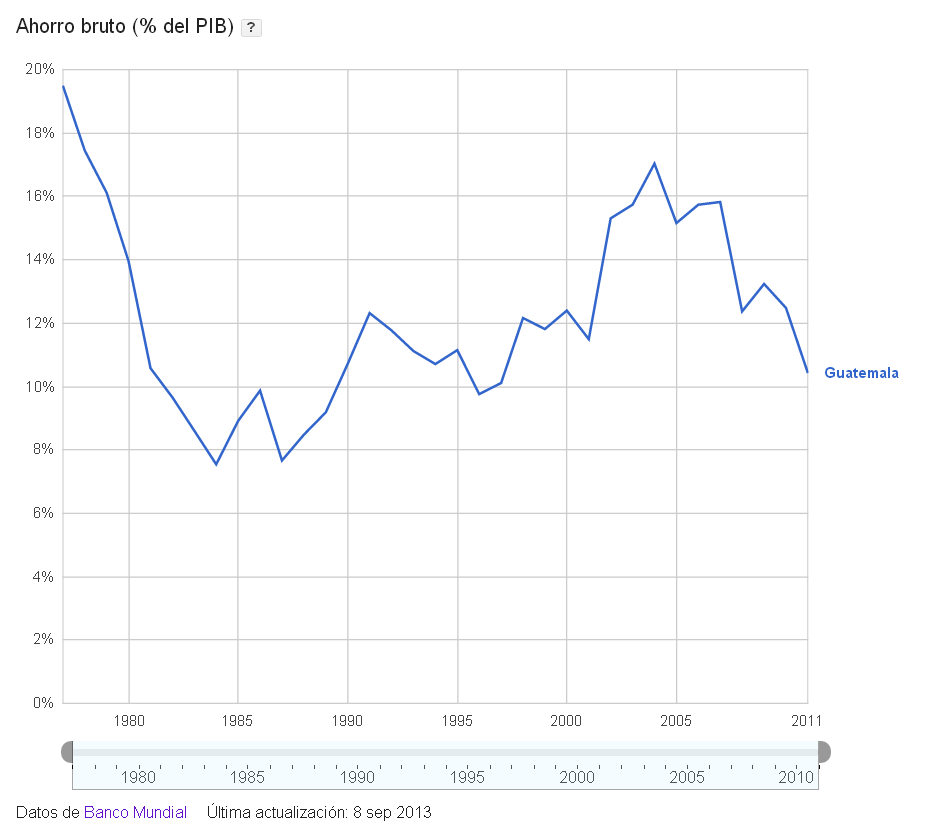 Ahorro bruto (% del PIB) ?
20%
18%
16%
14%
12%
10%
8%
6%
4%
2%
0%
Guatemala
1980 1985 1990 1995 2000 2005 2011
1980 1985 1990 1995 2000 2005 2010
Datos de Banco Mundial Última actualización: 8 sep 2013